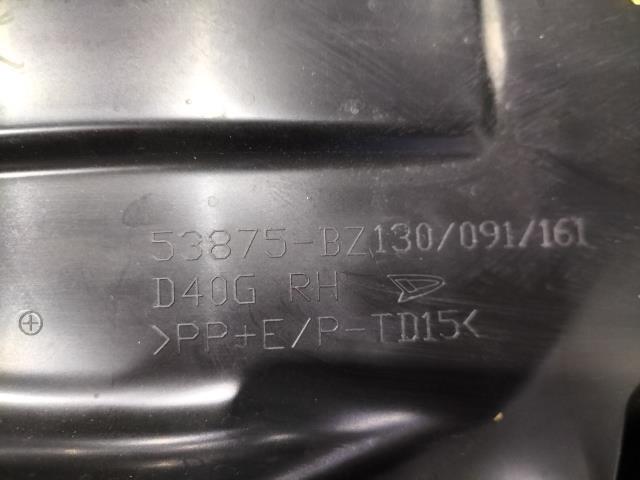 53875-BZ130/091/161
D40G RH
>PP+E/P-TD15<